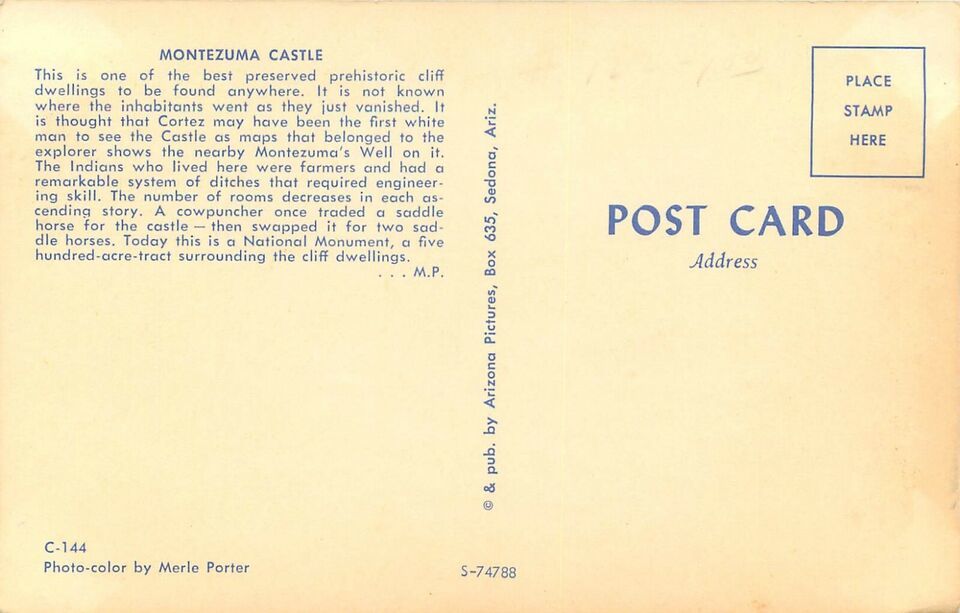 MONTEZUMA CASTLE
This is one of the best preserved prehistoric cliff
dwellings to be found anywhere. It is not known
where the inhabitants went as they just vanished. It
is thought that Cortez may have been the first white
man to see the Castle as maps that belonged to the
explorer shows the nearby Montezuma's Well on it.
The Indians who lived here were farmers and had a
remarkable system of ditches that required engineer-
ing skill. The number of rooms decreases in each as-
cending story. A cowpuncher once traded a saddle
horse for the castle — then swapped it for two sad-
dle horses. Today this is a National Monument, a five
hundred-acre-tract surrounding the cliff dwellings.
. . . M.P.
C-144
Photo-color by Merle Porter
© & pub. by Arizona Pictures, Box 635, Sedona, Ariz.
S-74788
PLACE
STAMP
HERE
POST CARD
Address